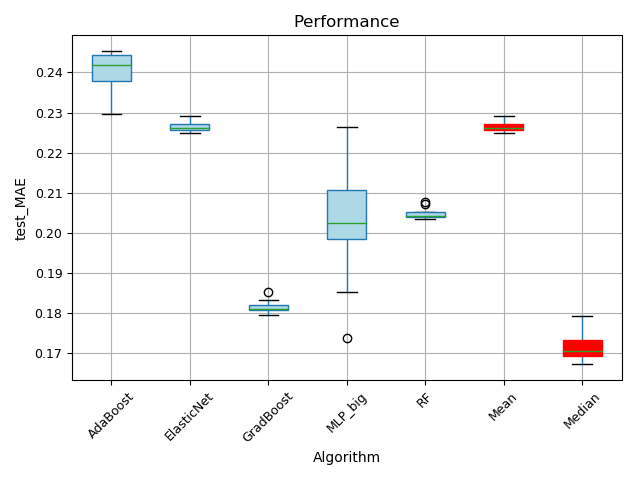 Performance
test_MAE
0.24
0.23
0.22
0.21
0.20
0.19
0.18
0.17
AdaBoost
ElasticNet
GradBoost
MLP_big
RF
Mean
Median
Algorithm